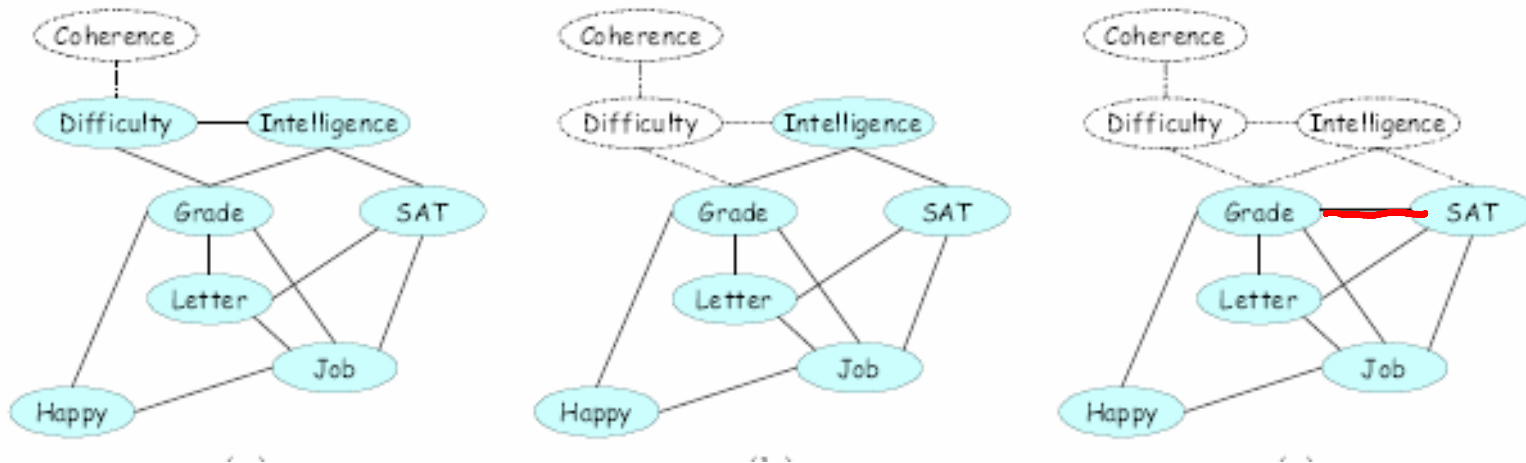 Coherence
Difficulty Intelligence
Grade SAT
Letter
Job
Happy
Coherence
Difficulty Intelligence
Grade SAT
Letter
Job
Happy
Coherence
Difficulty Intelligence
Grade SAT
Letter
Job
Happy